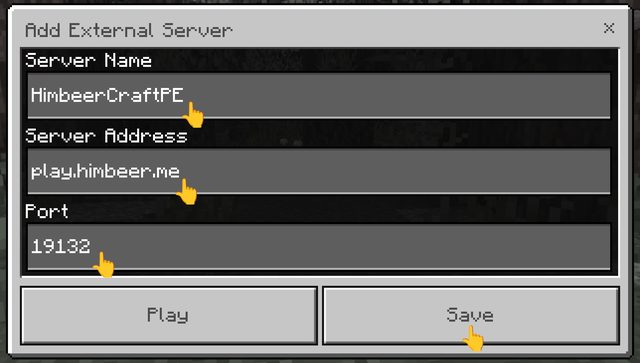 Add External Server
Server Name
HimbeerCraftPE
Server Address
play.himbeer.me
Port
19132
Play
Save